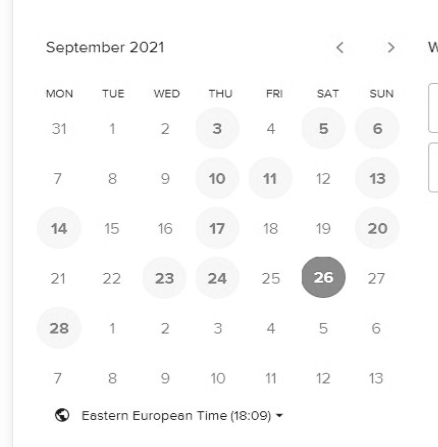 September 2021
W
MON TUE WED THU FRI SAT SUN
31 1 2 3 4 5 6
7 8 9 10 11 12 13
14 15 16 17 18 19 20
21 22 23 24 25 26 27
28 1 2 3 4 5 6
7 8 9 10 11 12 13
Eastern European Time (18:09)